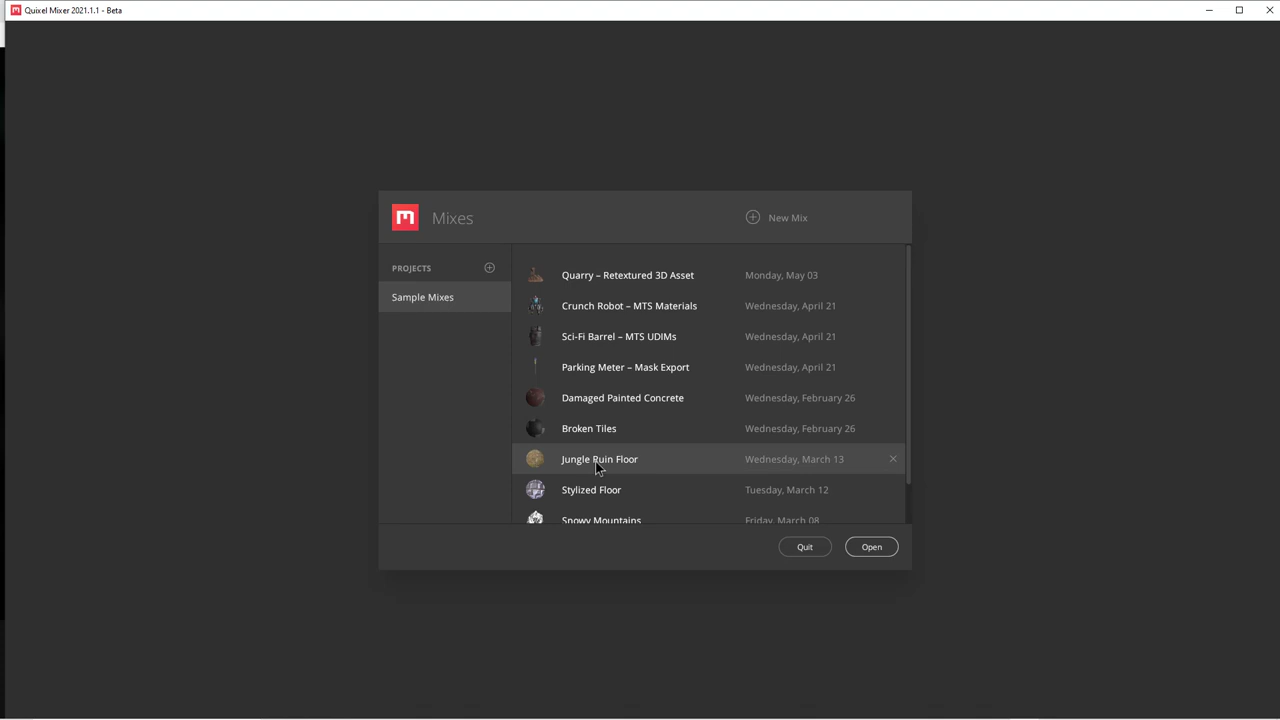 Quixel Mixer 2021.1.1 - Beta
Mixes
New Mix
PROJECTS
Sample Mixes
Quarry – Retextured 3D Asset Monday, May 03
Crunch Robot – MTS Materials Wednesday, April 21
Sci-Fi Barrel – MTS UDIMs Wednesday, April 21
Parking Meter – Mask Export Wednesday, April 21
Damaged Painted Concrete Wednesday, February 26
Broken Tiles Wednesday, February 26
Jungle Ruin Floor Wednesday, March 13
Stylized Floor Tuesday, March 12
Snowy Mountains Friday, March 08
Quit Open